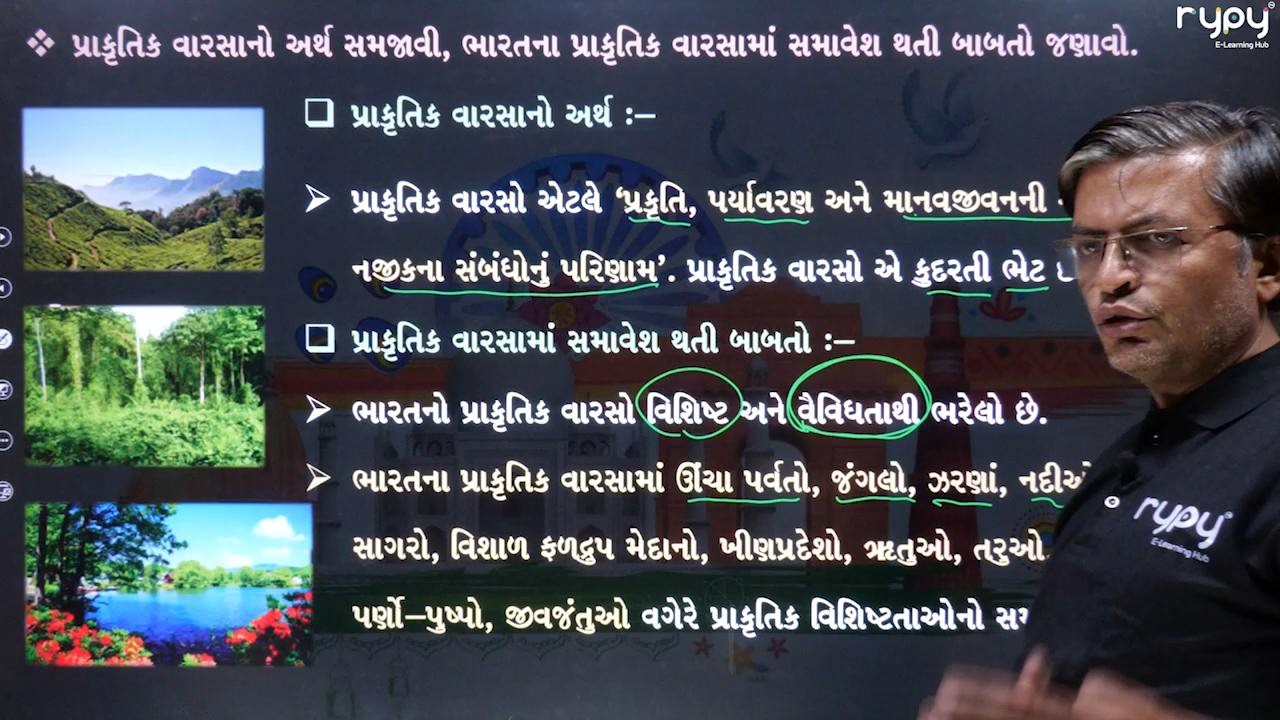 rypy
E-Learning Hub
❖ પ્રાકૃતિક વારસાનો અર્થ સમજાવી, ભારતના પ્રાકૃતિક વારસામાં સમાવેશ થતી બાબતો જણાવો.
❑ પ્રાકૃતિક વારસાનો અર્થ :–
➢ પ્રાકૃતિક વારસો એટલે ‘પ્રકૃતિ, પર્યાવરણ અને માનવજીવનની
નજીકના સંબંધોનું પરિણામ’. પ્રાકૃતિક વારસો એ કુદરતી ભેટ
❑ પ્રાકૃતિક વારસામાં સમાવેશ થતી બાબતો :–
➢ ભારતનો પ્રાકૃતિક વારસો વિશિષ્ટ અને વૈવિધતાથી ભરેલો છે.
➢ ભારતના પ્રાકૃતિક વારસામાં ઊંચા પર્વતો, જંગલો, ઝરણાં,
સાગરો, વિશાળ ફળદ્રુપ મેદાનો, ખીણપ્રદેશો, ઋતુઓ, તરુઓ
પર્ણો–પુષ્પો, જીવજંતુઓ વગેરે પ્રાકૃતિક વિશિષ્ટતાઓનો
rypy
E-Learning Hub